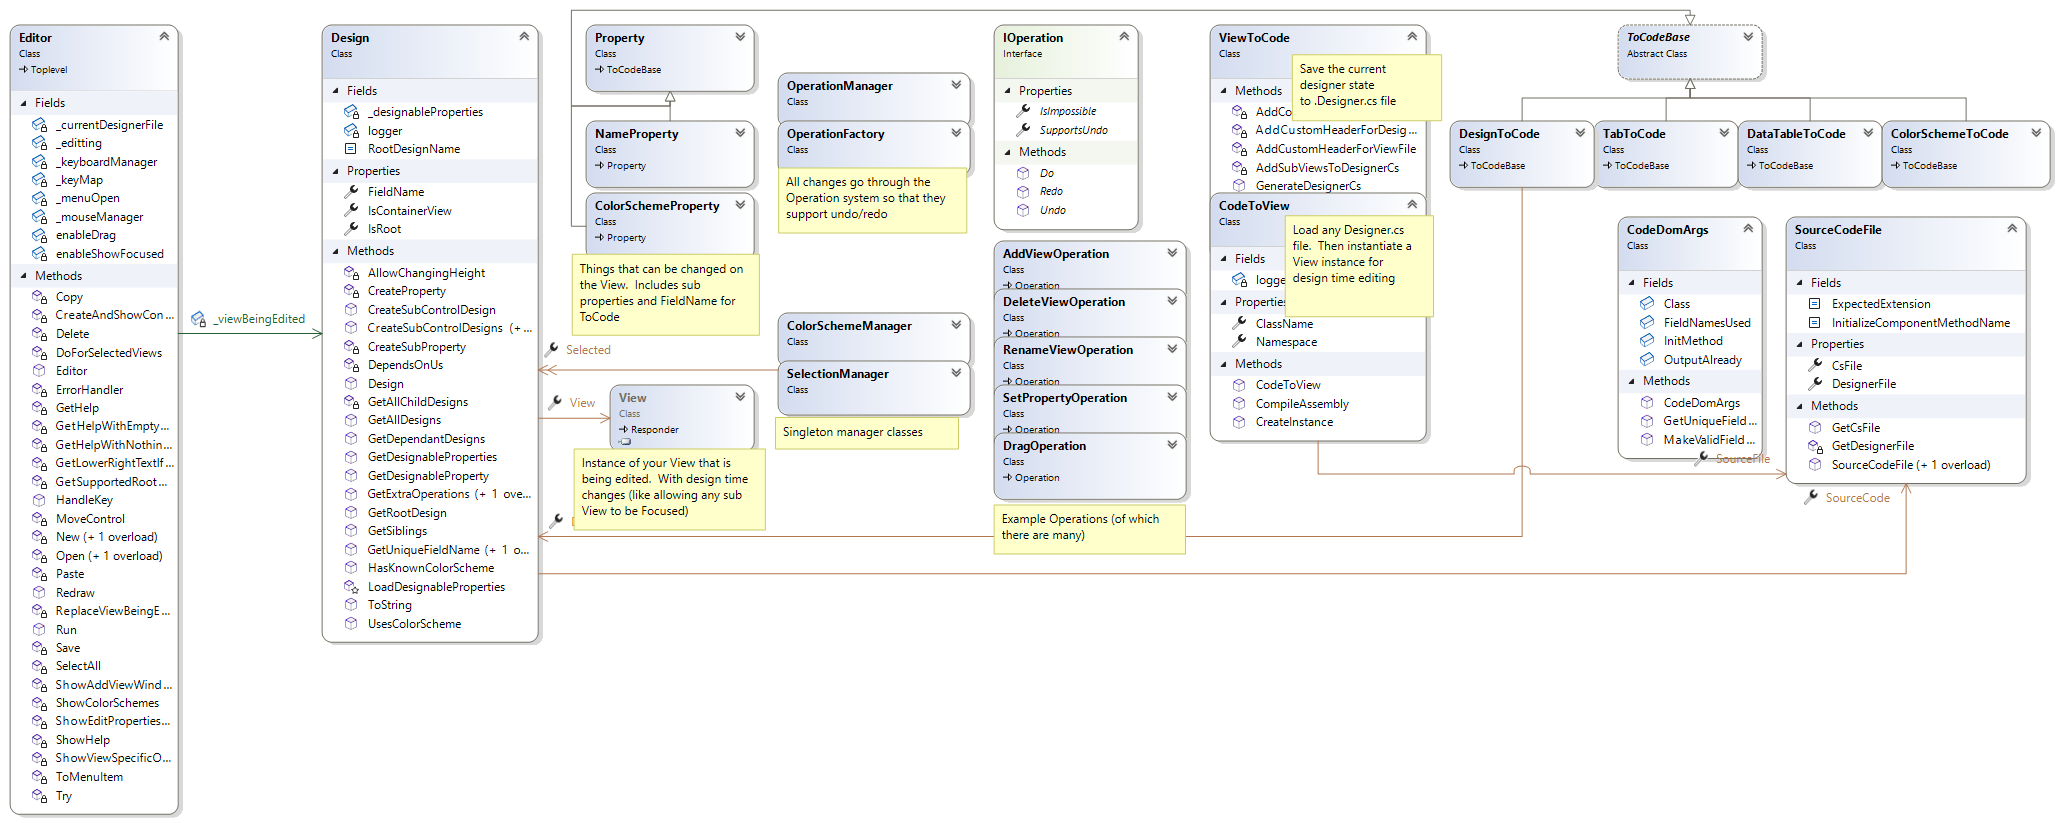 Editor
Class
Toplevel
Fields
_currentDesignerFile
_editting
_keyboardManager
_keyMap
_menuOpen
_mouseManager
enableDrag
enableShowFocused
Methods
Copy
CreateAndShowCon...
Delete
DoForSelectedViews
Editor
ErrorHandler
GetHelp
GetHelpWithEmpty...
GetHelpWithNothin...
GetLowerRightTextIf...
GetSupportedRoot...
HandleKey
MoveControl
New (+ 1 overload)
Open (+ 1 overload)
Paste
Redraw
ReplaceViewBeingE...
Run
Save
SelectAll
ShowAddViewWind...
ShowColorSchemes
ShowEditProperties...
ShowHelp
ShowViewSpecificO...
ToMenuItem
Try
_viewBeingEdited
Design
Class
Fields
_designableProperties
logger
RootDesignName
Properties
FieldName
IsContainerView
IsRoot
Methods
AllowChangingHeight
CreateProperty
CreateSubControlDesign
CreateSubControlDesigns (+ ...
CreateSubProperty
DependsOnUs
Design
GetAllChildDesigns
GetAllDesigns
GetDependantDesigns
GetDesignableProperties
GetDesignableProperty
GetExtraOperations (+ 1 ove...
GetRootDesign
GetSiblings
GetUniqueFieldName (+ 1 o...
HasKnownColorScheme
LoadDesignableProperties
ToString
UsesColorScheme
Property
Class
ToCodeBase
NameProperty
Class
Property
ColorSchemeProperty
Class
Property
Things that can be changed on
the View. Includes sub
properties and FieldName for
ToCode
Selected
View
View
Class
Responder
Instance of your View that is
being edited. With design time
changes (like allowing any sub
View to be Focused)
OperationManager
Class
OperationFactory
Class
All changes go through the
Operation system so that they
support undo/redo
ColorSchemeManager
Class
SelectionManager
Class
Singleton manager classes
IOperation
Interface
Properties
IsImpossible
SupportsUndo
Methods
Do
Redo
Undo
AddViewOperation
Class
Operation
DeleteViewOperation
Class
Operation
RenameViewOperation
Class
Operation
SetPropertyOperation
Class
Operation
DragOperation
Class
Operation
Example Operations (of which
there are many)
ViewToCode
Class
Save the current
designer state
to .Designer.cs file
Methods
AddCo
AddCustomHeaderForDesig...
AddCustomHeaderForViewFile
AddSubViewsToDesignerCs
GenerateDesignerCs
CodeToView
Class
Load any Designer.cs
file. Then instantiate a
View instance for
design time editing
Fields
logge
Properties
ClassName
Namespace
Methods
CodeToView
CompileAssembly
CreateInstance
ToCodeBase
Abstract Class
DesignToCode
Class
ToCodeBase
TabToCode
Class
ToCodeBase
DataTableToCode
Class
ToCodeBase
ColorSchemeToCode
Class
ToCodeBase
CodeDomArgs
Class
Fields
Class
FieldNamesUsed
InitMethod
OutputAlready
Methods
CodeDomArgs
GetUniqueField...
MakeValidField...
SourceFile
SourceCodeFile
Class
Fields
ExpectedExtension
InitializeComponentMethodName
Properties
CsFile
DesignerFile
Methods
GetCsFile
GetDesignerFile
SourceCodeFile (+ 1 overload)
SourceCode